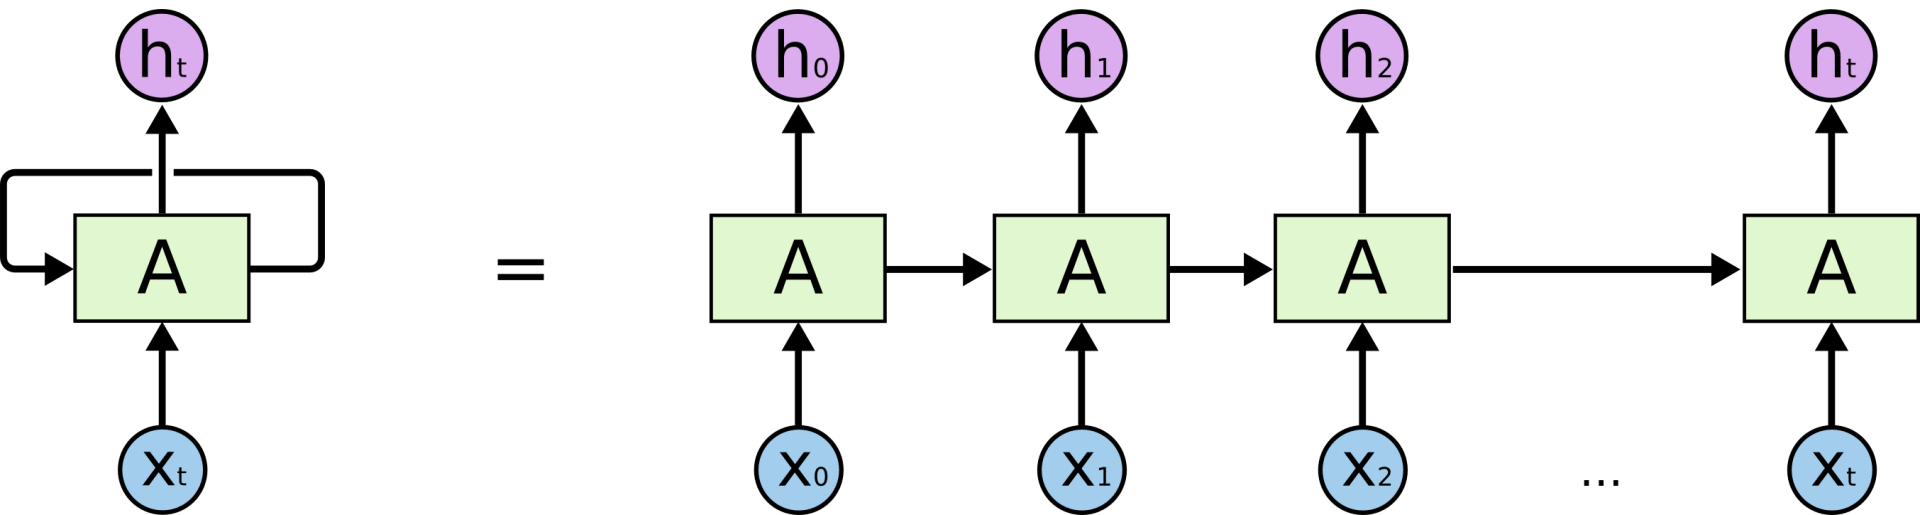 ht h0 h1 h2 ht
A = A A A A
xt x0 x1 x2 ... xt